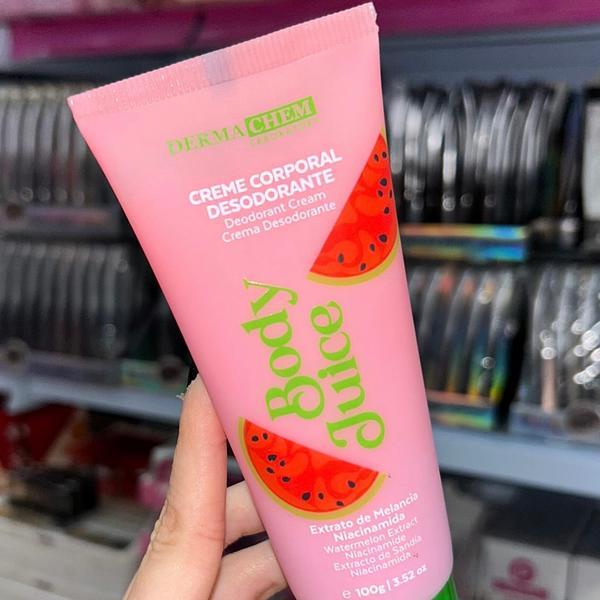 DERMACHEM
LABORATORY
CREME CORPORAL
DESODORANTE
Deodorant Cream
Crema Desodorante
Body
Juice
Extrato de Melancia
Niacinamida
Watermelon Extract
Niacinamide
Extracto de Sandía
Niacinamida
e 100g | 3.52 oz